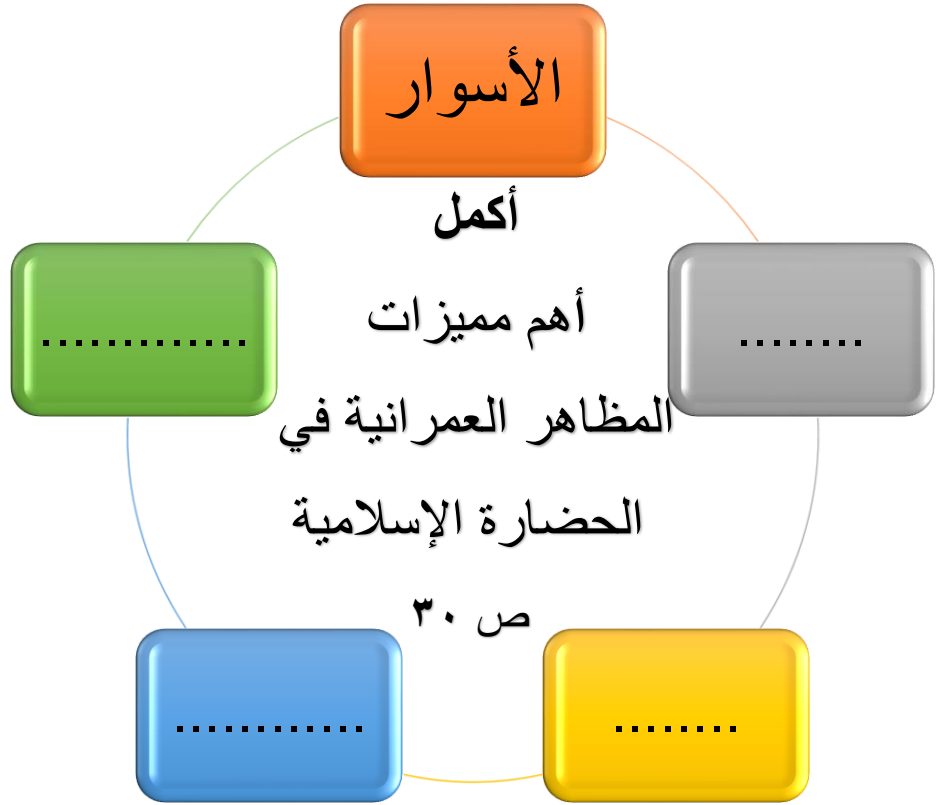 الأسوار
أكمل
أهم مميزات
المظاهر العمرانية في
الحضارة الإسلامية
ص ٣٠
........
.............
........
............